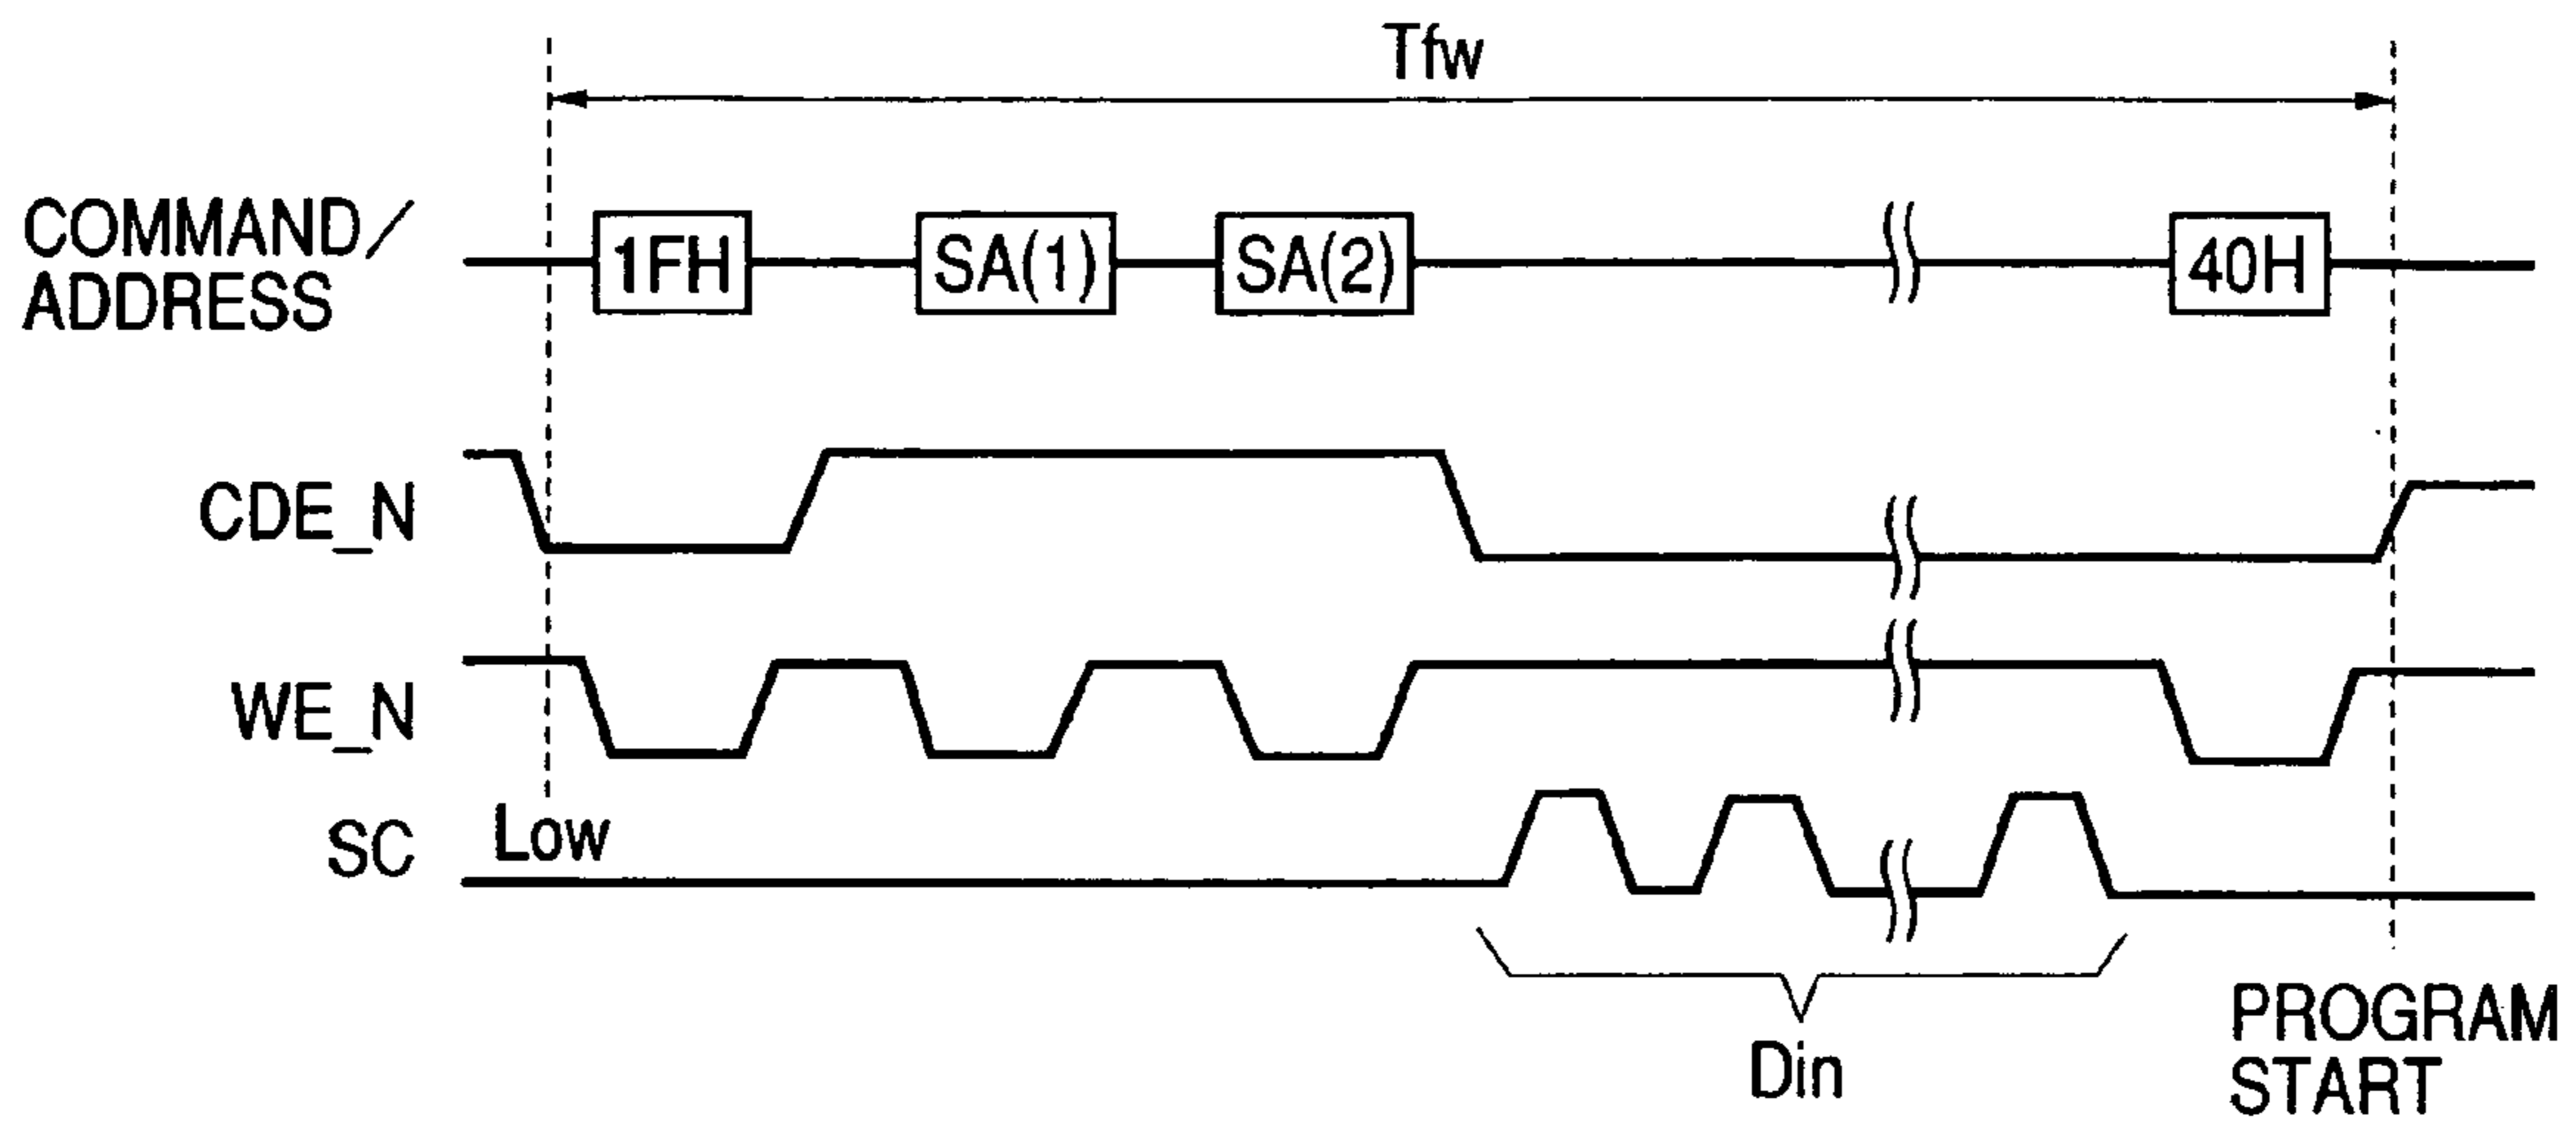 Tfw
COMMAND/
ADDRESS
1FH
SA(1)
SA(2)
40H
CDE_N
WE_N
SC
Low
Din
PROGRAM
START